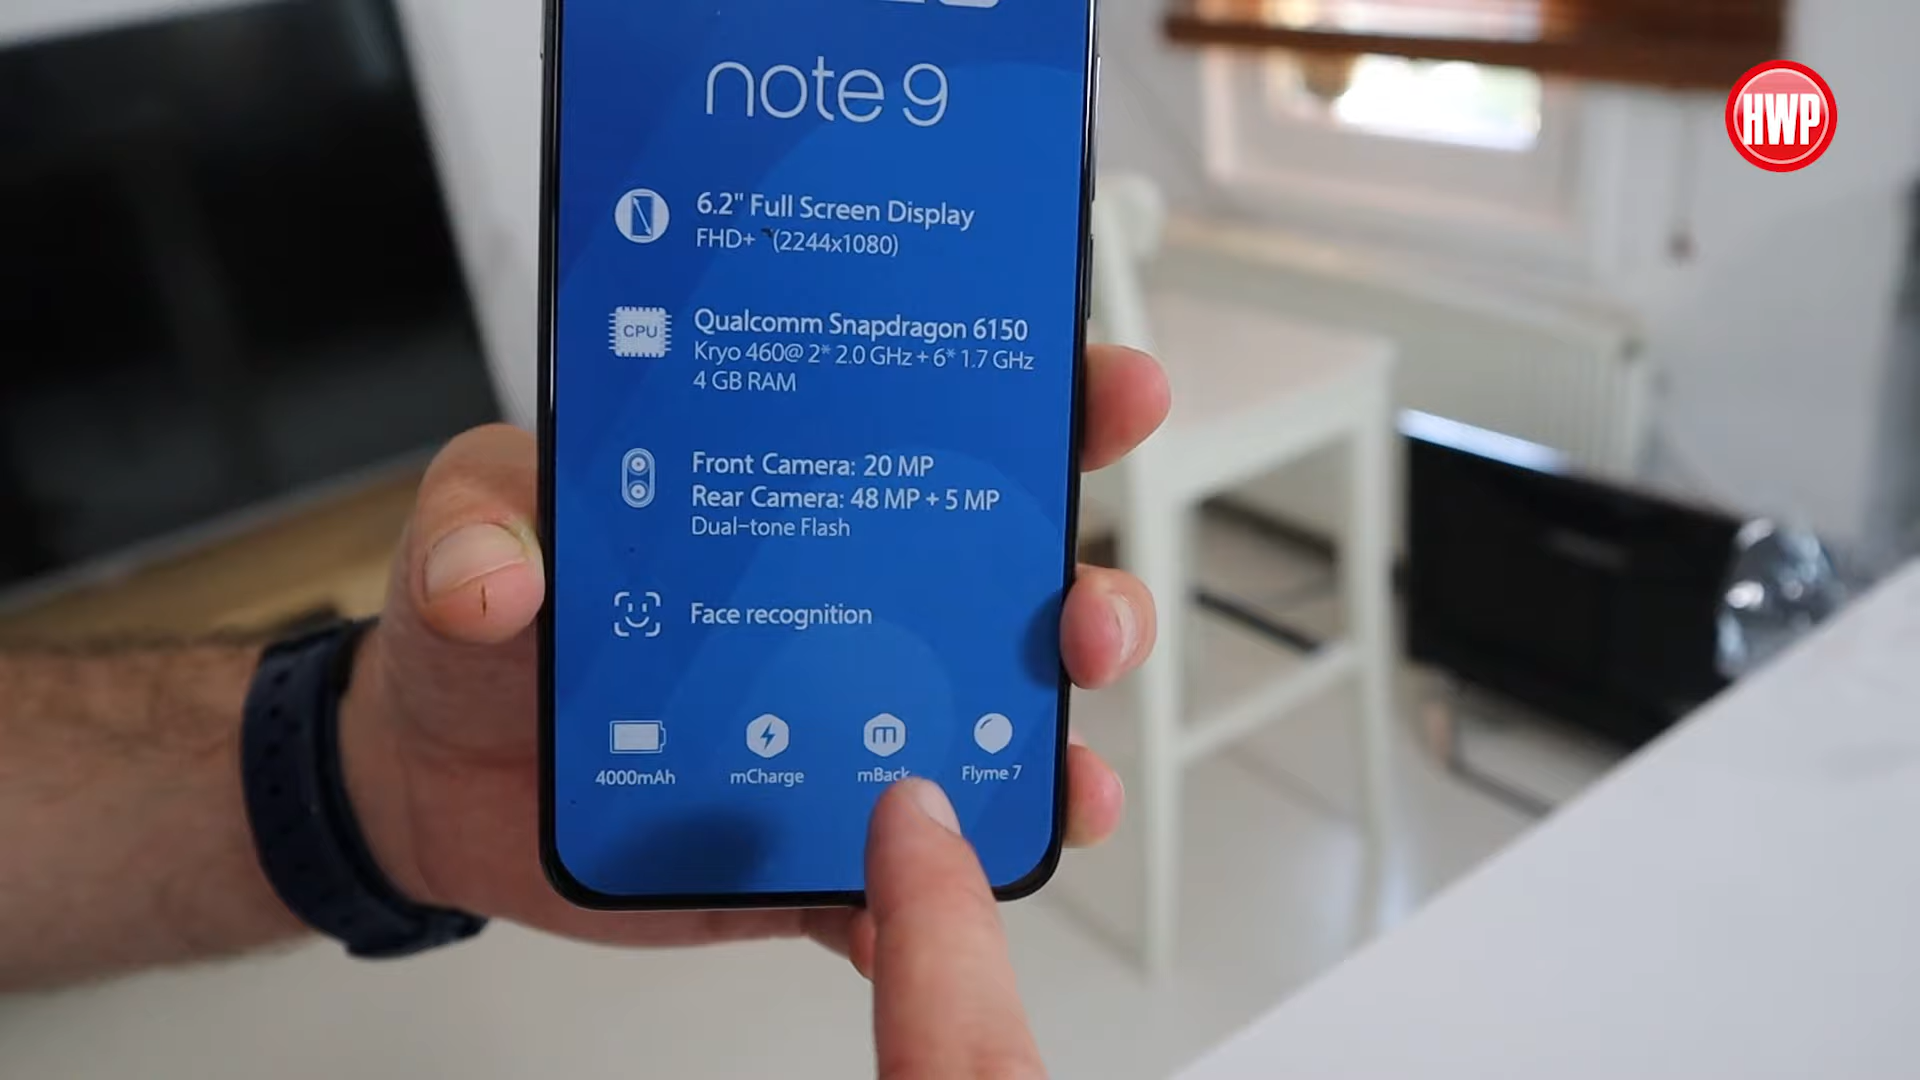 note 9
HWP
6.2" Full Screen Display
FHD+ (2244x1080)
CPU
Qualcomm Snapdragon 6150
Kryo 460@ 2* 2.0 GHz + 6* 1.7 GHz
4 GB RAM
Front Camera: 20 MP
Rear Camera: 48 MP + 5 MP
Dual-tone Flash
Face recognition
4000mAh
mCharge
m
mBack
Flyme 7